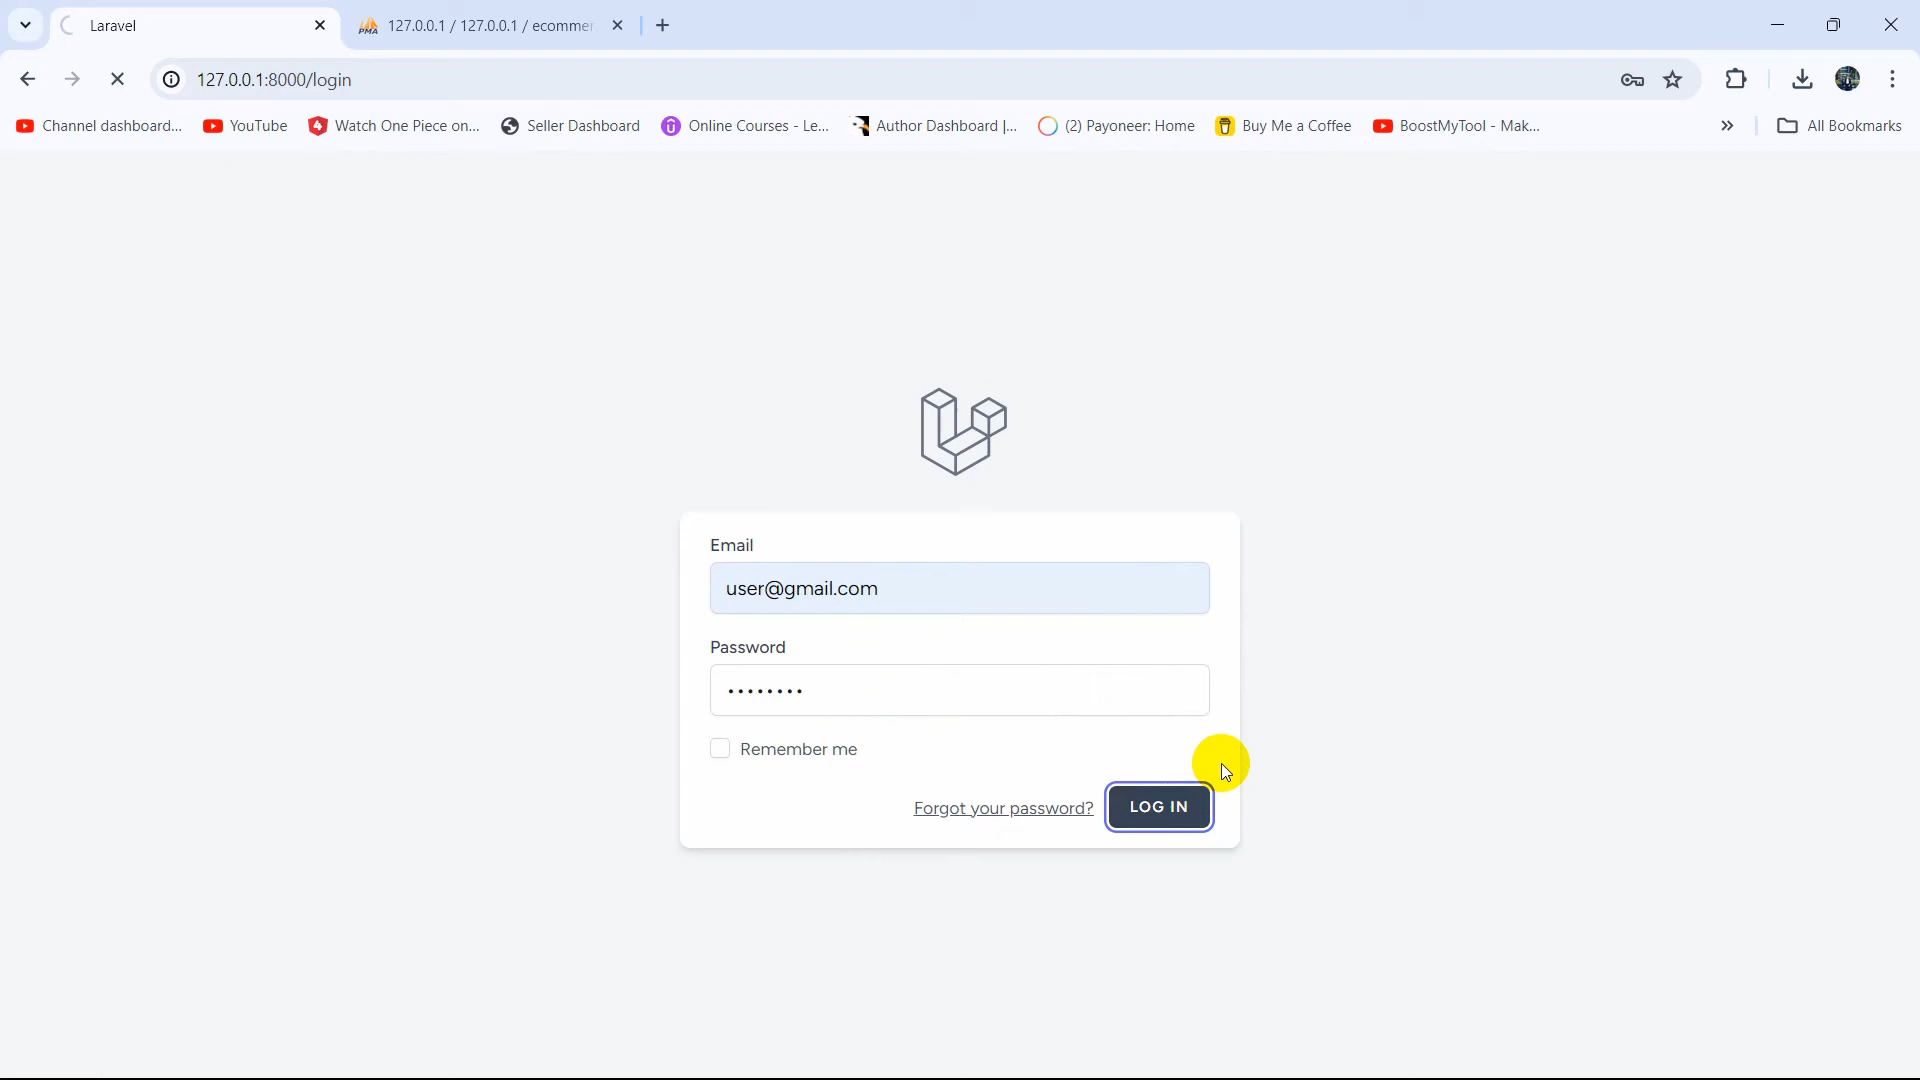 Laravel
PMA 127.0.0.1 / 127.0.0.1 / ecommer
127.0.0.1:8000/login
Channel dashboard... YouTube Watch One Piece on... Seller Dashboard Online Courses - Le... Author Dashboard |... (2) Payoneer: Home Buy Me a Coffee BoostMyTool - Mak... » All Bookmarks
Email
user@gmail.com
Password
••••••••
Remember me
Forgot your password? LOG IN